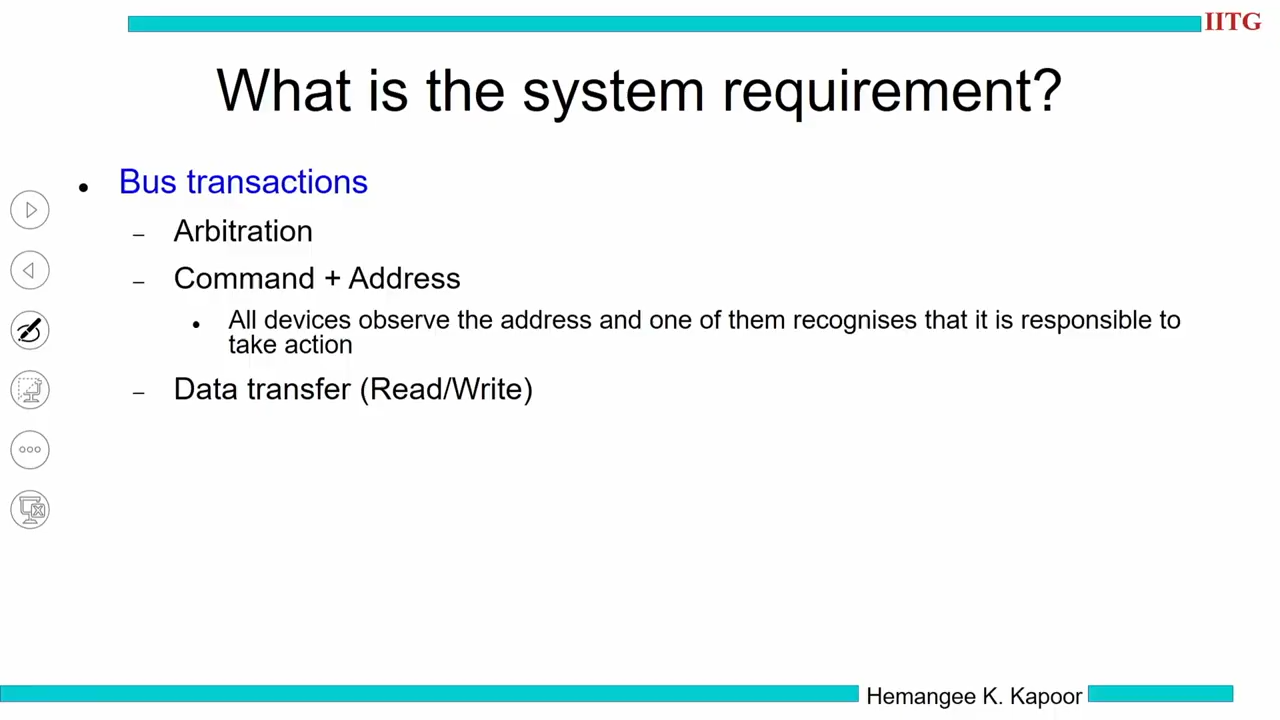 IITG
What is the system requirement?
● Bus transactions
– Arbitration
– Command + Address
● All devices observe the address and one of them recognises that it is responsible to
take action
– Data transfer (Read/Write)
Hemangee K. Kapoor